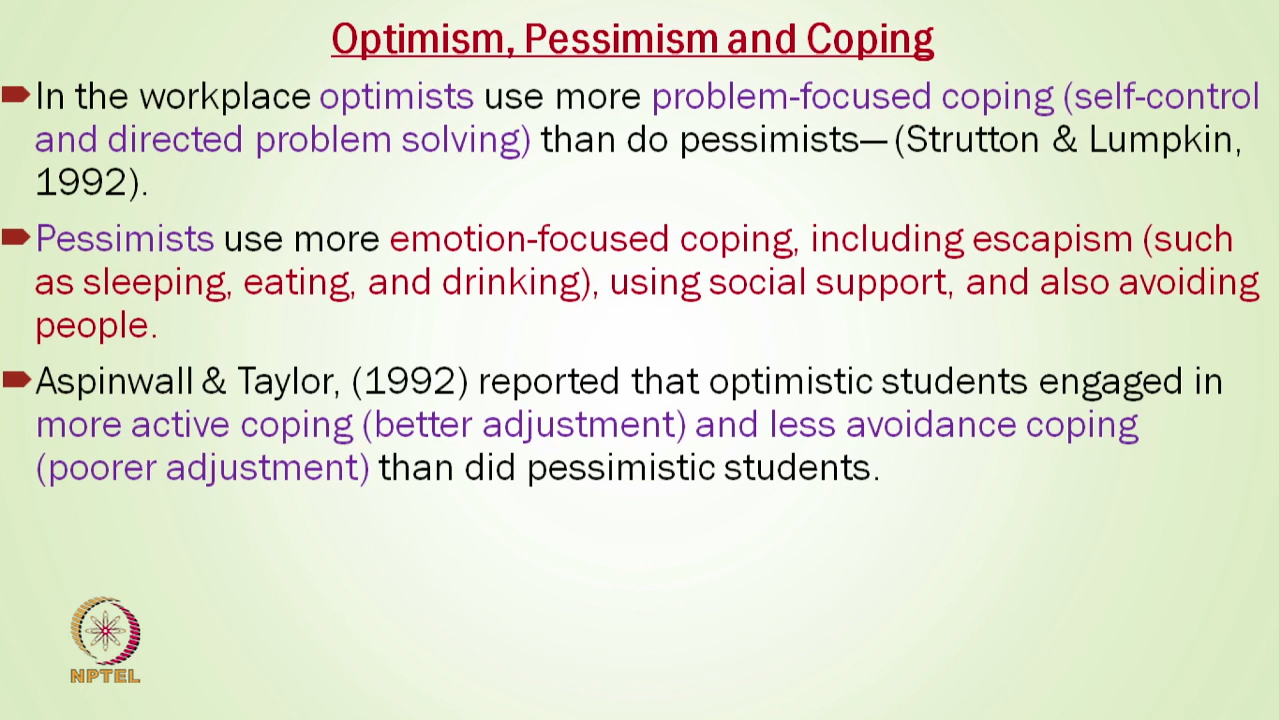 Optimism, Pessimism and Coping
In the workplace optimists use more problem-focused coping (self-control
and directed problem solving) than do pessimists— (Strutton & Lumpkin,
1992).
Pessimists use more emotion-focused coping, including escapism (such
as sleeping, eating, and drinking), using social support, and also avoiding
people.
Aspinwall & Taylor, (1992) reported that optimistic students engaged in
more active coping (better adjustment) and less avoidance coping
(poorer adjustment) than did pessimistic students.
NPTEL